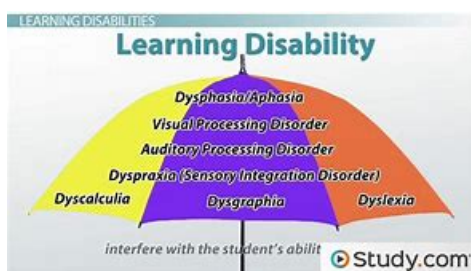 LEARNING DISABILITIES
Learning Disability
Dysphasia/Aphasia
Visual Processing Disorder
Auditory Processing Disorder
Dyspraxia (Sensory Integration Disorder)
Dyscalculia Dysgraphia Dyslexia
interfere with the student's abilit
Study.com